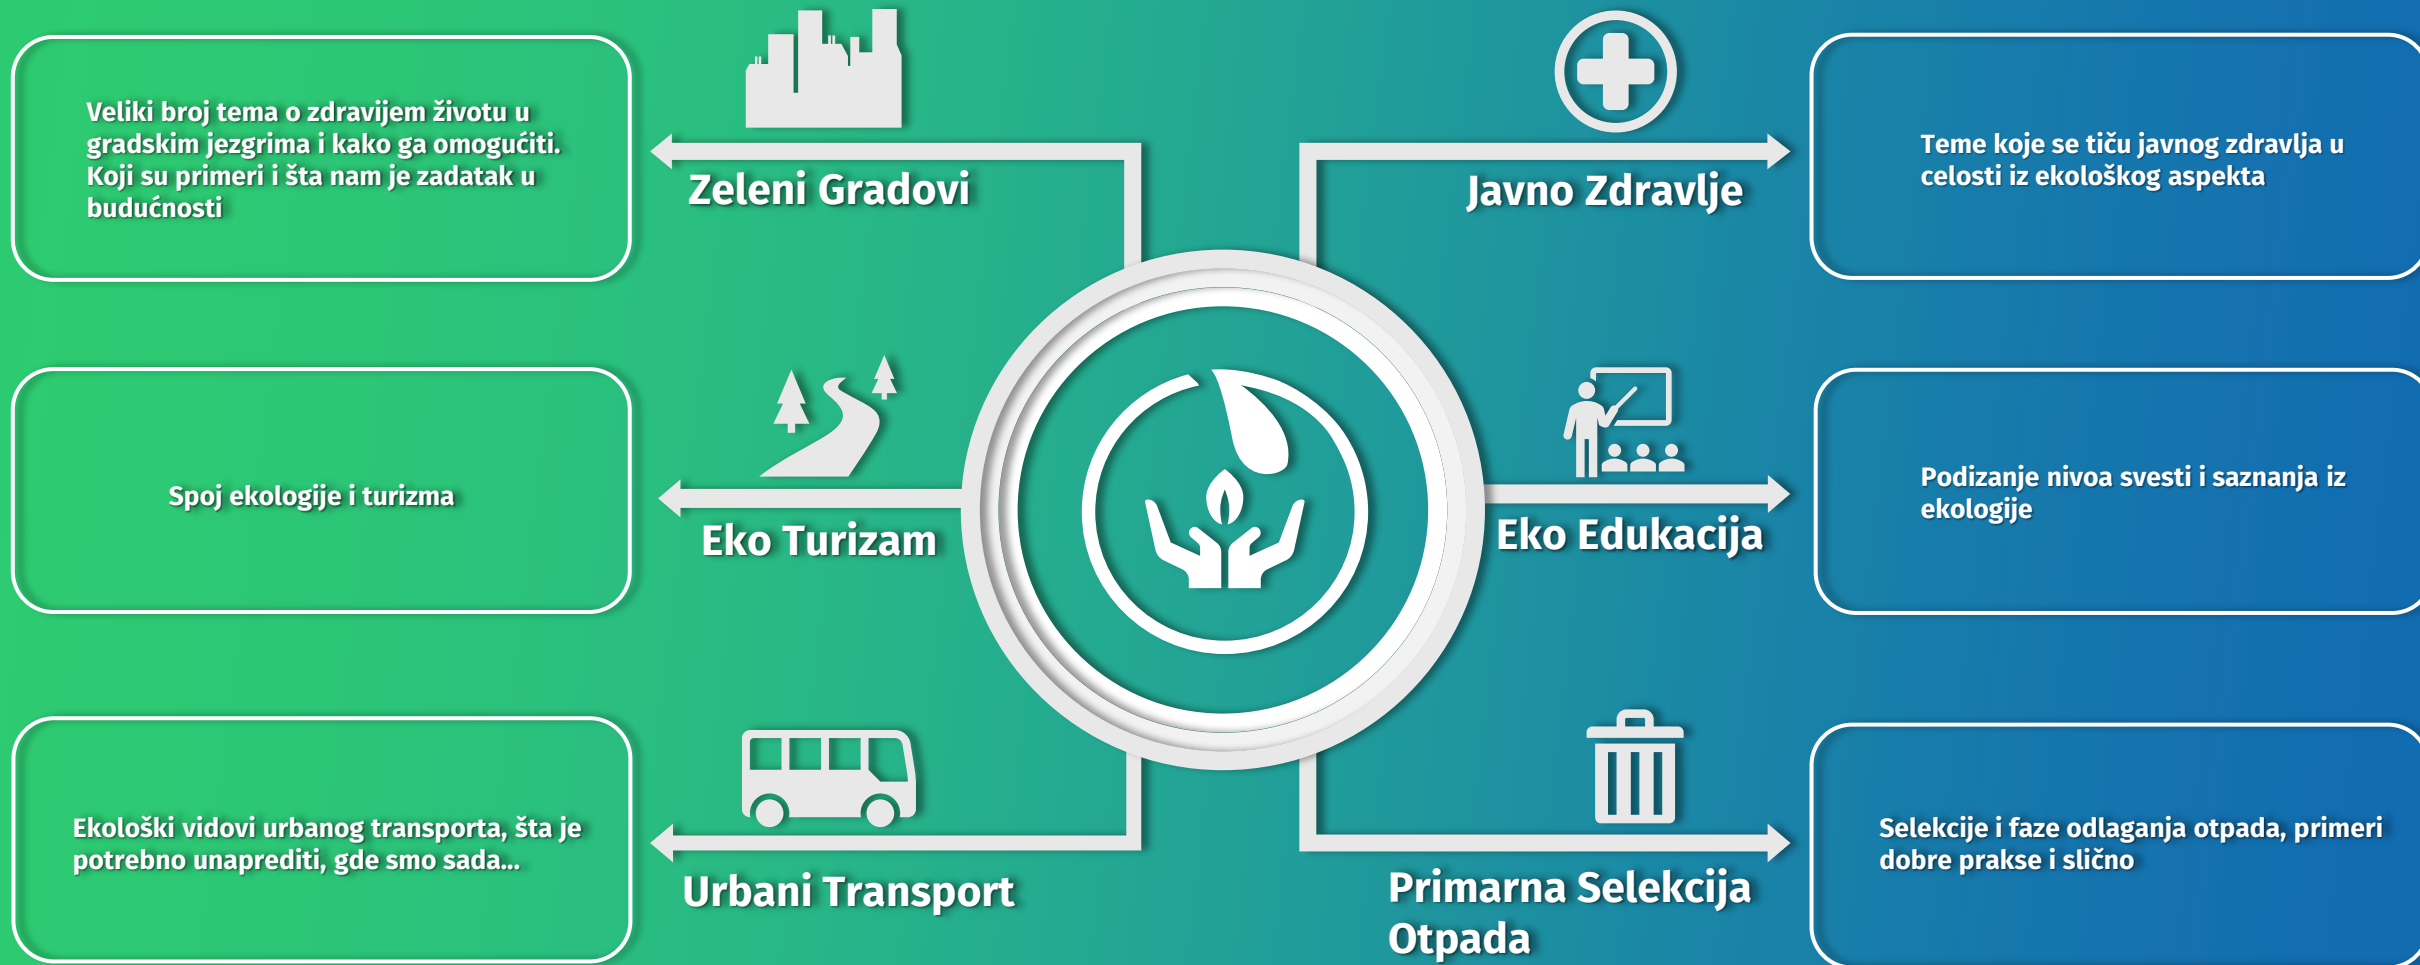 Veliki broj tema o zdravijem životu u
gradskim jezgrima i kako ga omogućiti.
Koji su primeri i šta nam je zadatak u
budućnosti
Zeleni Gradovi
Javno Zdravlje
Teme koje se tiču javnog zdravlja u
celosti iz ekološkog aspekta
Spoj ekologije i turizma
Eko Turizam
Eko Edukacija
Podizanje nivoa svesti i saznanja iz
ekologije
Ekološki vidovi urbanog transporta, šta je
potrebno unaprediti, gde smo sada...
Urbani Transport
Primarna Selekcija
Otpada
Selekcije i faze odlaganja otpada, primeri
dobre prakse i slično